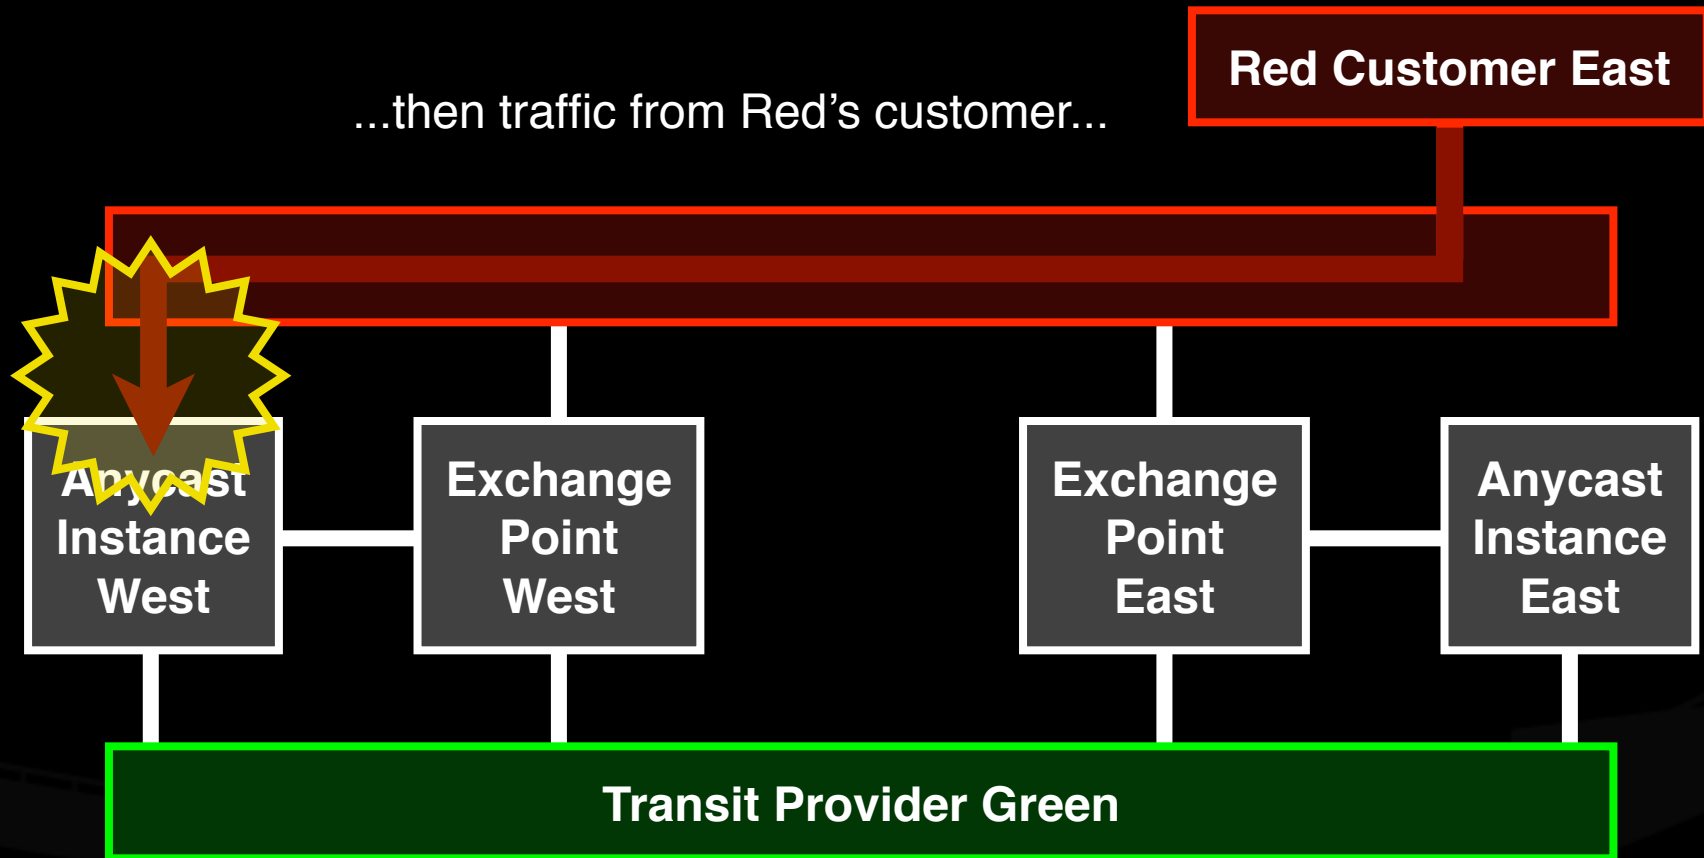 Red Customer East
...then traffic from Red’s customer...
Anycast
Instance
West
Exchange
Point
West
Exchange
Point
East
Anycast
Instance
East
Transit Provider Green